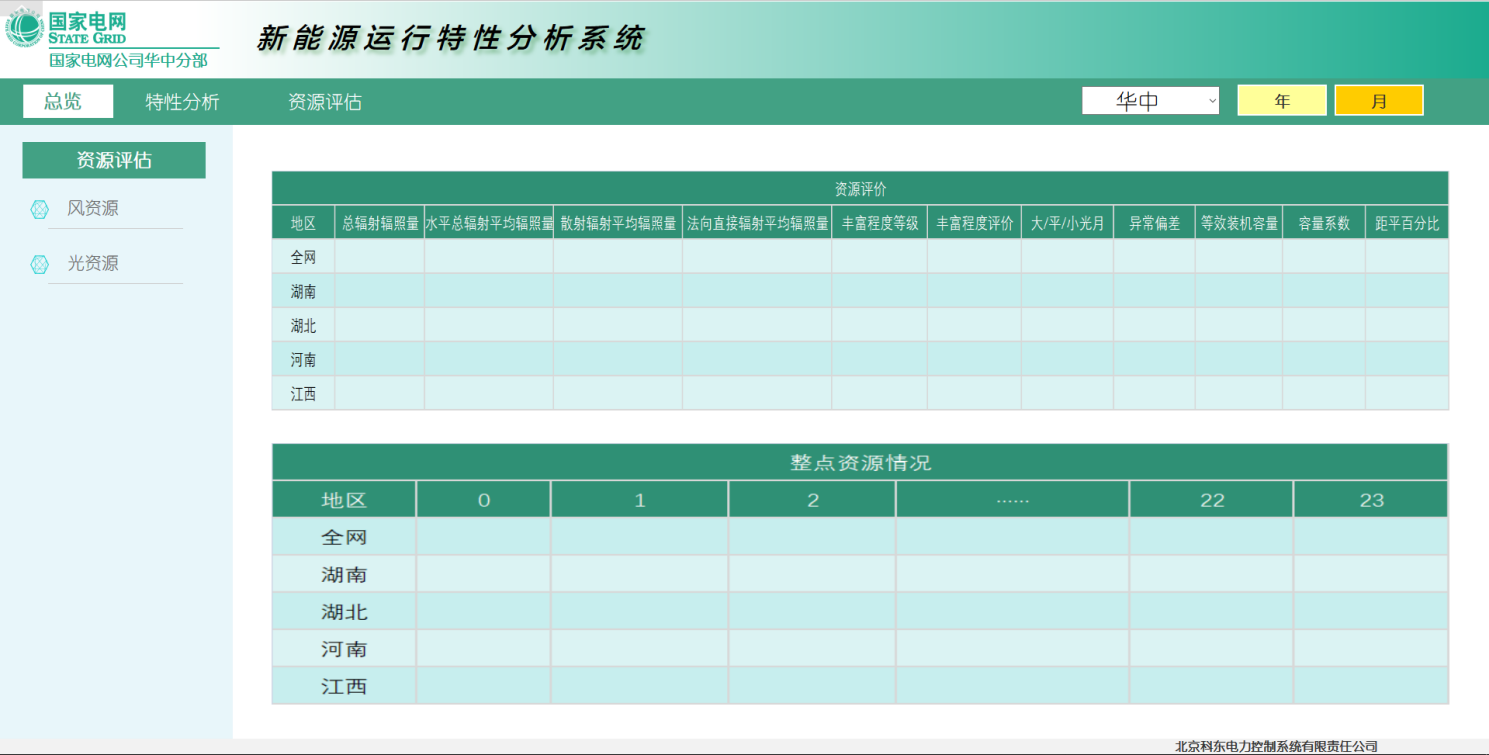 国家电网
STATE GRID
国家电网公司华中分部
新能源运行特性分析系统
总览 特性分析 资源评估 华中 年 月
资源评估
风资源
光资源
资源评价
地区 总辐射辐照量 水平总辐射平均辐照量 散射辐射平均辐照量 法向直接辐射平均辐照量 丰富程度等级 丰富程度评价 大/平/小光月 异常偏差 等效装机容量 容量系数 距平百分比
全网
湖南
湖北
河南
江西
整点资源情况
地区 0 1 2 ...... 22 23
全网
湖南
湖北
河南
江西
北京科东电力控制系统有限责任公司